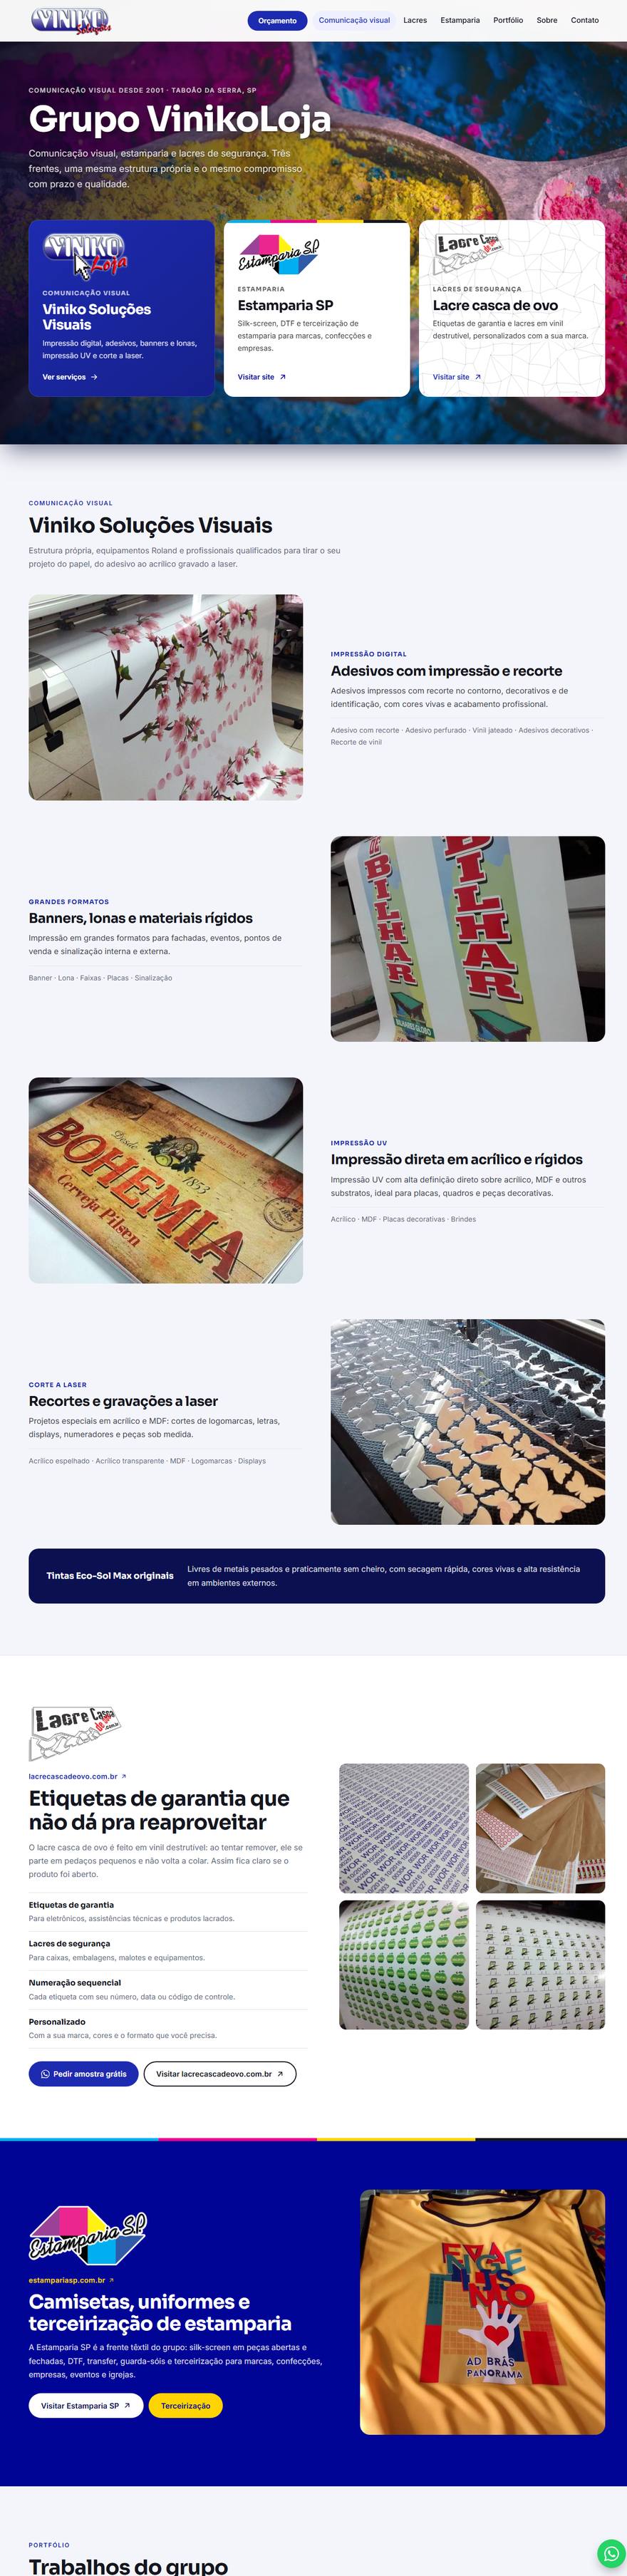 VINIKO
Soluções
Orçamento
Comunicação visual
Lacres
Estamparia
Portfólio
Sobre
Contato
COMUNICAÇÃO VISUAL DESDE 2001 · TABOÃO DA SERRA, SP
Grupo VinikoLoja
Comunicação visual, estamparia e lacres de segurança. Três
frentes, uma mesma estrutura própria e o mesmo compromisso
com prazo e qualidade.
VINIKO
Loja
COMUNICAÇÃO VISUAL
Viniko Soluções
Visuais
Impressão digital, adesivos, banners e lonas,
impressão UV e corte a laser.
Ver serviços →
Estamparia SP
ESTAMPARIA
Estamparia SP
Silk-screen, DTF e terceirização de
estamparia para marcas, confecções e
empresas.
Visitar site ↗
Lacre Casca
LACRES DE SEGURANÇA
Lacre casca de ovo
Etiquetas de garantia e lacres em vinil
destrutível, personalizados com a sua marca.
Visitar site ↗
COMUNICAÇÃO VISUAL
Viniko Soluções Visuais
Estrutura própria, equipamentos Roland e profissionais qualificados para tirar o seu
projeto do papel, do adesivo ao acrílico gravado a laser.
IMPRESSÃO DIGITAL
Adesivos com impressão e recorte
Adesivos impressos com recorte no contorno, decorativos e de
identificação, com cores vivas e acabamento profissional.
Adesivo com recorte · Adesivo perfurado · Vinil jateado · Adesivos decorativos ·
Recorte de vinil
GRANDES FORMATOS
Banners, lonas e materiais rígidos
Impressão em grandes formatos para fachadas, eventos, pontos de
venda e sinalização interna e externa.
Banner · Lona · Faixas · Placas · Sinalização
BILHAR
BILHAR
BILHARES GLOBO
IMPRESSÃO UV
Impressão direta em acrílico e rígidos
Impressão UV com alta definição direto sobre acrílico, MDF e outros
substratos, ideal para placas, quadros e peças decorativas.
Acrílico · MDF · Placas decorativas · Brindes
Desde
1853
BOHEMIA
Cerveja Pilsen
CORTE A LASER
Recortes e gravações a laser
Projetos especiais em acrílico e MDF: cortes de logomarcas, letras,
displays, numeradores e peças sob medida.
Acrílico espelhado · Acrílico transparente · MDF · Logomarcas · Displays
Tintas Eco-Sol Max originais
Livres de metais pesados e praticamente sem cheiro, com secagem rápida, cores vivas e alta resistência
em ambientes externos.
Lacre Casca
.com.br
lacrecascadeovo.com.br ↗
Etiquetas de garantia que
não dá pra reaproveitar
O lacre casca de ovo é feito em vinil destrutível: ao tentar remover, ele se
parte em pedaços pequenos e não volta a colar. Assim fica claro se o
produto foi aberto.
Etiquetas de garantia
Para eletrônicos, assistências técnicas e produtos lacrados.
Lacres de segurança
Para caixas, embalagens, malotes e equipamentos.
Numeração sequencial
Cada etiqueta com seu número, data ou código de controle.
Personalizado
Com a sua marca, cores e o formato que você precisa.
Pedir amostra grátis
Visitar lacrecascadeovo.com.br ↗
Estamparia SP
estampariasp.com.br ↗
Camisetas, uniformes e
terceirização de estamparia
A Estamparia SP é a frente têxtil do grupo: silk-screen em peças abertas e
fechadas, DTF, transfer, guarda-sóis e terceirização para marcas, confecções,
empresas, eventos e igrejas.
Visitar Estamparia SP ↗
Terceirização
AD BRÁS
PANORAMA
PORTFÓLIO
Trabalhos do grupo